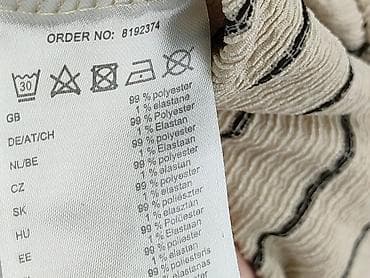 ORDER NO: 8192374
30
GB 99 % polyester
1 % elastane
DE/AT/CH 99 % Polyester
1 % Elastan
NL/BE 99 % polyester
1 % Elastaan
CZ 99 % polyester
1 % elastan
SK 99 % polyester
1 % elastan
HU 99 % poliészter
1 % elasztán
EE 99 % polüester
1 % elastaan